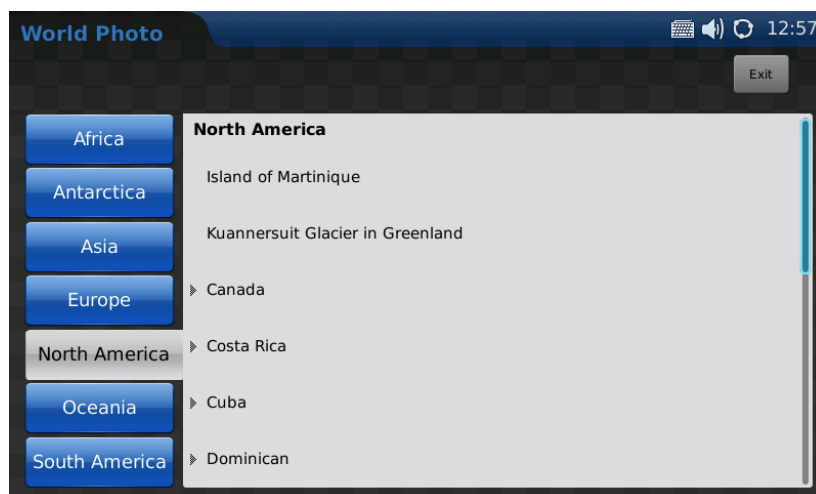 World Photo
12:57
Exit
Africa
Antarctica
Asia
Europe
North America
Oceania
South America
North America
Island of Martinique
Kuannersuit Glacier in Greenland
Canada
Costa Rica
Cuba
Dominican